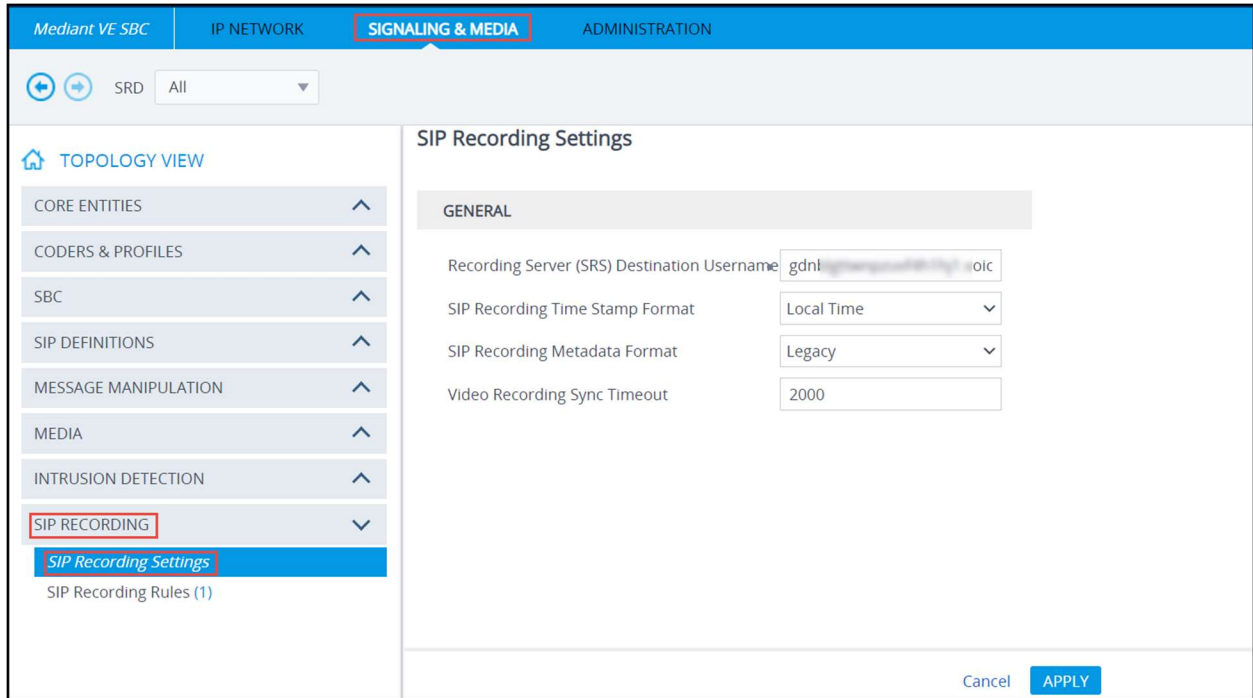 Mediant VE SBC IP NETWORK SIGNALING & MEDIA ADMINISTRATION
SRD All
TOPOLOGY VIEW
CORE ENTITIES
CODERS & PROFILES
SBC
SIP DEFINITIONS
MESSAGE MANIPULATION
MEDIA
INTRUSION DETECTION
SIP RECORDING
SIP Recording Settings
SIP Recording Rules (1)
SIP Recording Settings
GENERAL
Recording Server (SRS) Destination Username
SIP Recording Time Stamp Format Local Time
SIP Recording Metadata Format Legacy
Video Recording Sync Timeout 2000
Cancel APPLY